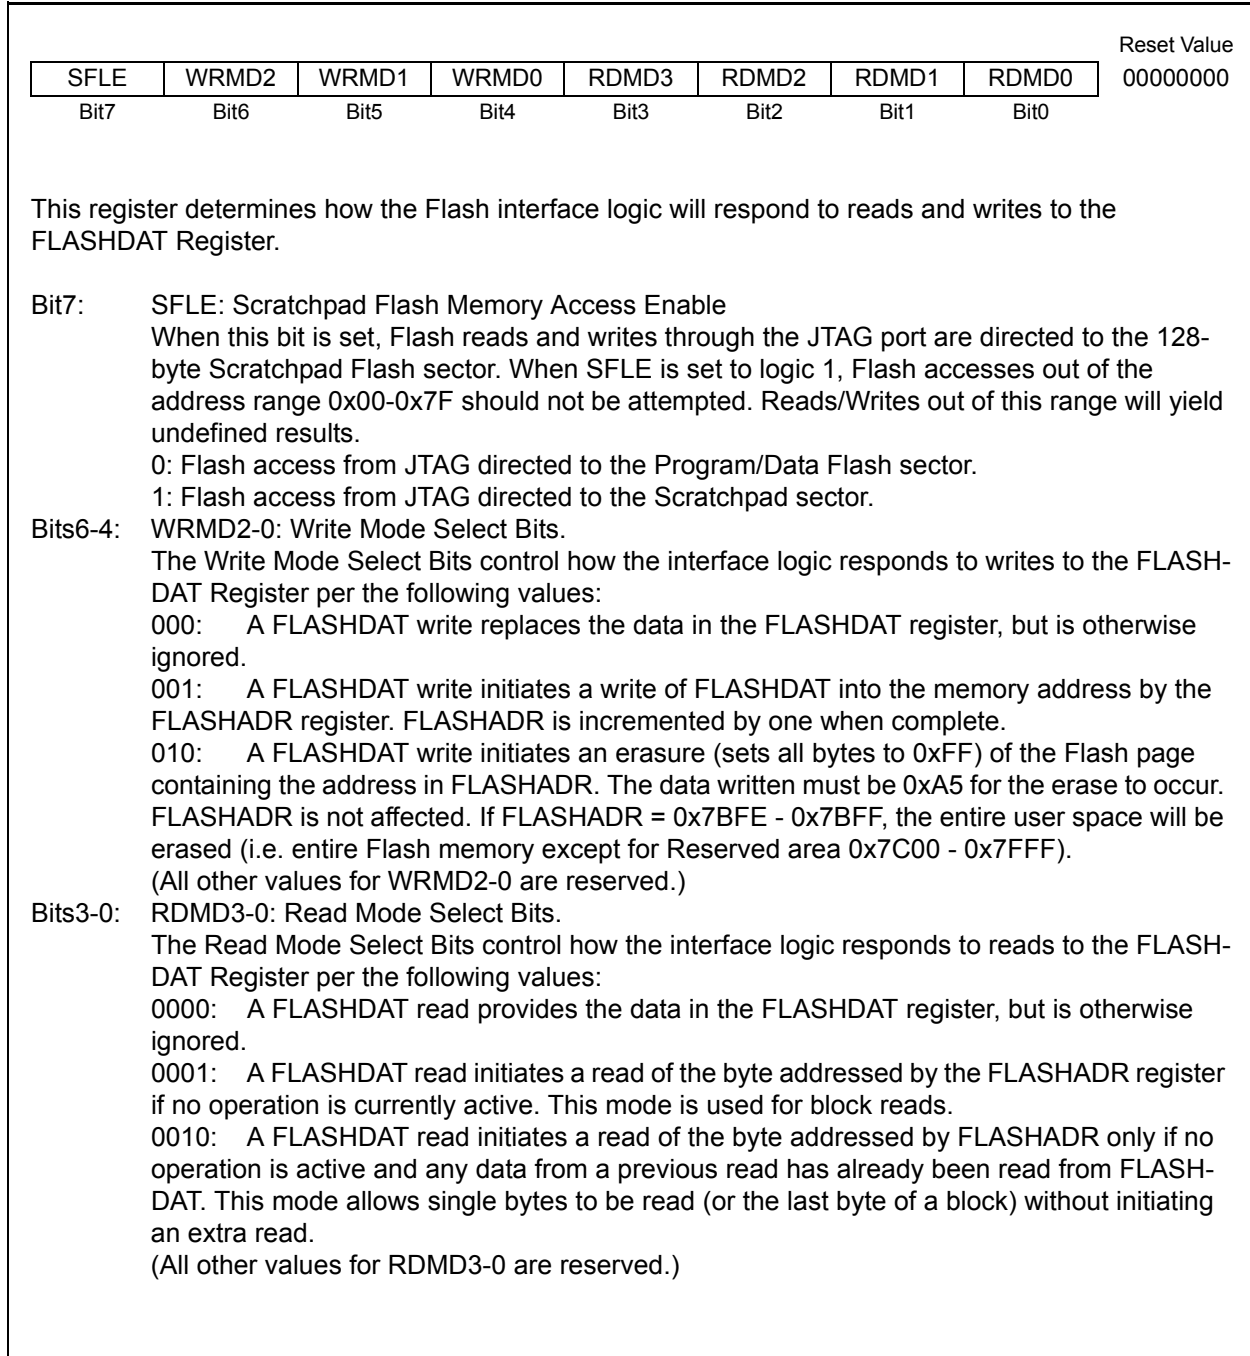 Reset Value
SFLE WRMD2 WRMD1 WRMD0 RDMD3 RDMD2 RDMD1 RDMD0 00000000
Bit7 Bit6 Bit5 Bit4 Bit3 Bit2 Bit1 Bit0
This register determines how the Flash interface logic will respond to reads and writes to the
FLASHDAT Register.
Bit7: SFLE: Scratchpad Flash Memory Access Enable
When this bit is set, Flash reads and writes through the JTAG port are directed to the 128-
byte Scratchpad Flash sector. When SFLE is set to logic 1, Flash accesses out of the
address range 0x00-0x7F should not be attempted. Reads/Writes out of this range will yield
undefined results.
0: Flash access from JTAG directed to the Program/Data Flash sector.
1: Flash access from JTAG directed to the Scratchpad sector.
Bits6-4: WRMD2-0: Write Mode Select Bits.
The Write Mode Select Bits control how the interface logic responds to writes to the FLASH-
DAT Register per the following values:
000: A FLASHDAT write replaces the data in the FLASHDAT register, but is otherwise
ignored.
001: A FLASHDAT write initiates a write of FLASHDAT into the memory address by the
FLASHADR register. FLASHADR is incremented by one when complete.
010: A FLASHDAT write initiates an erasure (sets all bytes to 0xFF) of the Flash page
containing the address in FLASHADR. The data written must be 0xA5 for the erase to occur.
FLASHADR is not affected. If FLASHADR = 0x7BFE - 0x7BFF, the entire user space will be
erased (i.e. entire Flash memory except for Reserved area 0x7C00 - 0x7FFF).
(All other values for WRMD2-0 are reserved.)
Bits3-0: RDMD3-0: Read Mode Select Bits.
The Read Mode Select Bits control how the interface logic responds to reads to the FLASH-
DAT Register per the following values:
0000: A FLASHDAT read provides the data in the FLASHDAT register, but is otherwise
ignored.
0001: A FLASHDAT read initiates a read of the byte addressed by the FLASHADR register
if no operation is currently active. This mode is used for block reads.
0010: A FLASHDAT read initiates a read of the byte addressed by FLASHADR only if no
operation is active and any data from a previous read has already been read from FLASH-
DAT. This mode allows single bytes to be read (or the last byte of a block) without initiating
an extra read.
(All other values for RDMD3-0 are reserved.)